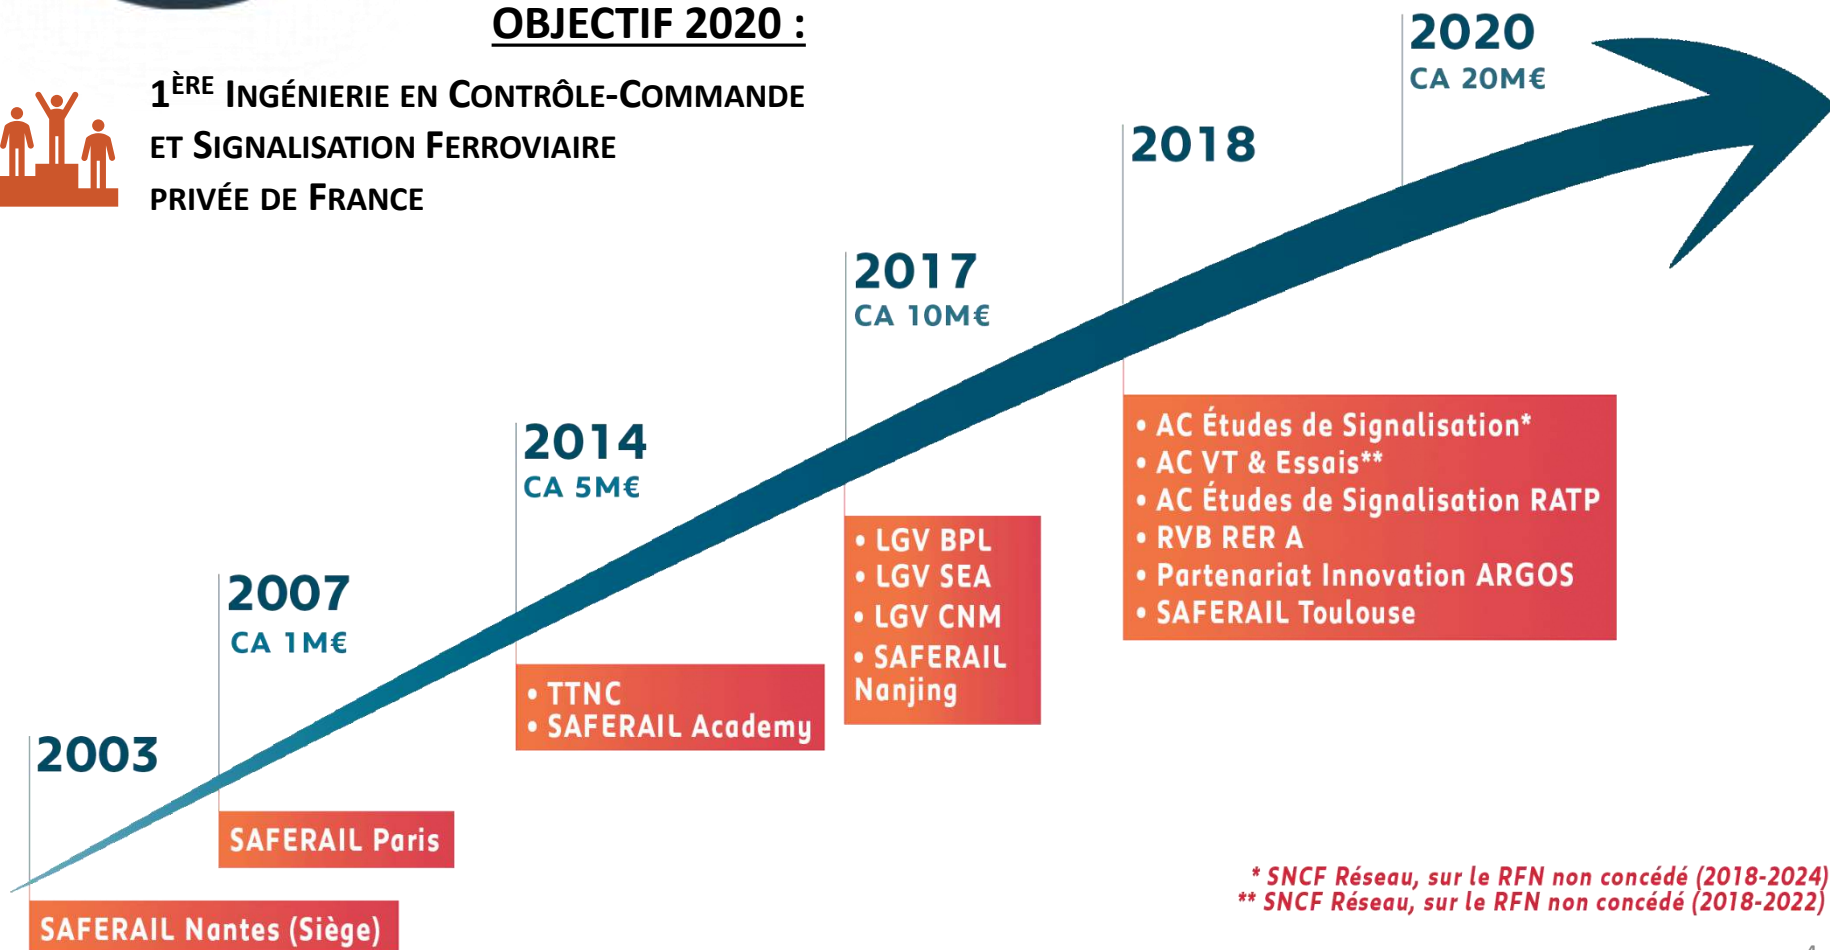 OBJECTIF 2020 :
1ÈRE INGÉNIERIE EN CONTRÔLE-COMMANDE
ET SIGNALISATION FERROVIAIRE
PRIVÉE DE FRANCE
2020
CA 20M€
2018
2017
CA 10M€
2014
CA 5M€
2007
CA 1M€
2003
• AC Études de Signalisation*
• AC VT & Essais**
• AC Études de Signalisation RATP
• RVB RER A
• Partenariat Innovation ARGOS
• SAFERAIL Toulouse
• LGV BPL
• LGV SEA
• LGV CNM
• SAFERAIL
Nanjing
• TTNC
• SAFERAIL Academy
SAFERAIL Paris
SAFERAIL Nantes (Siège)
* SNCF Réseau, sur le RFN non concédé (2018-2024)
** SNCF Réseau, sur le RFN non concédé (2018-2022)